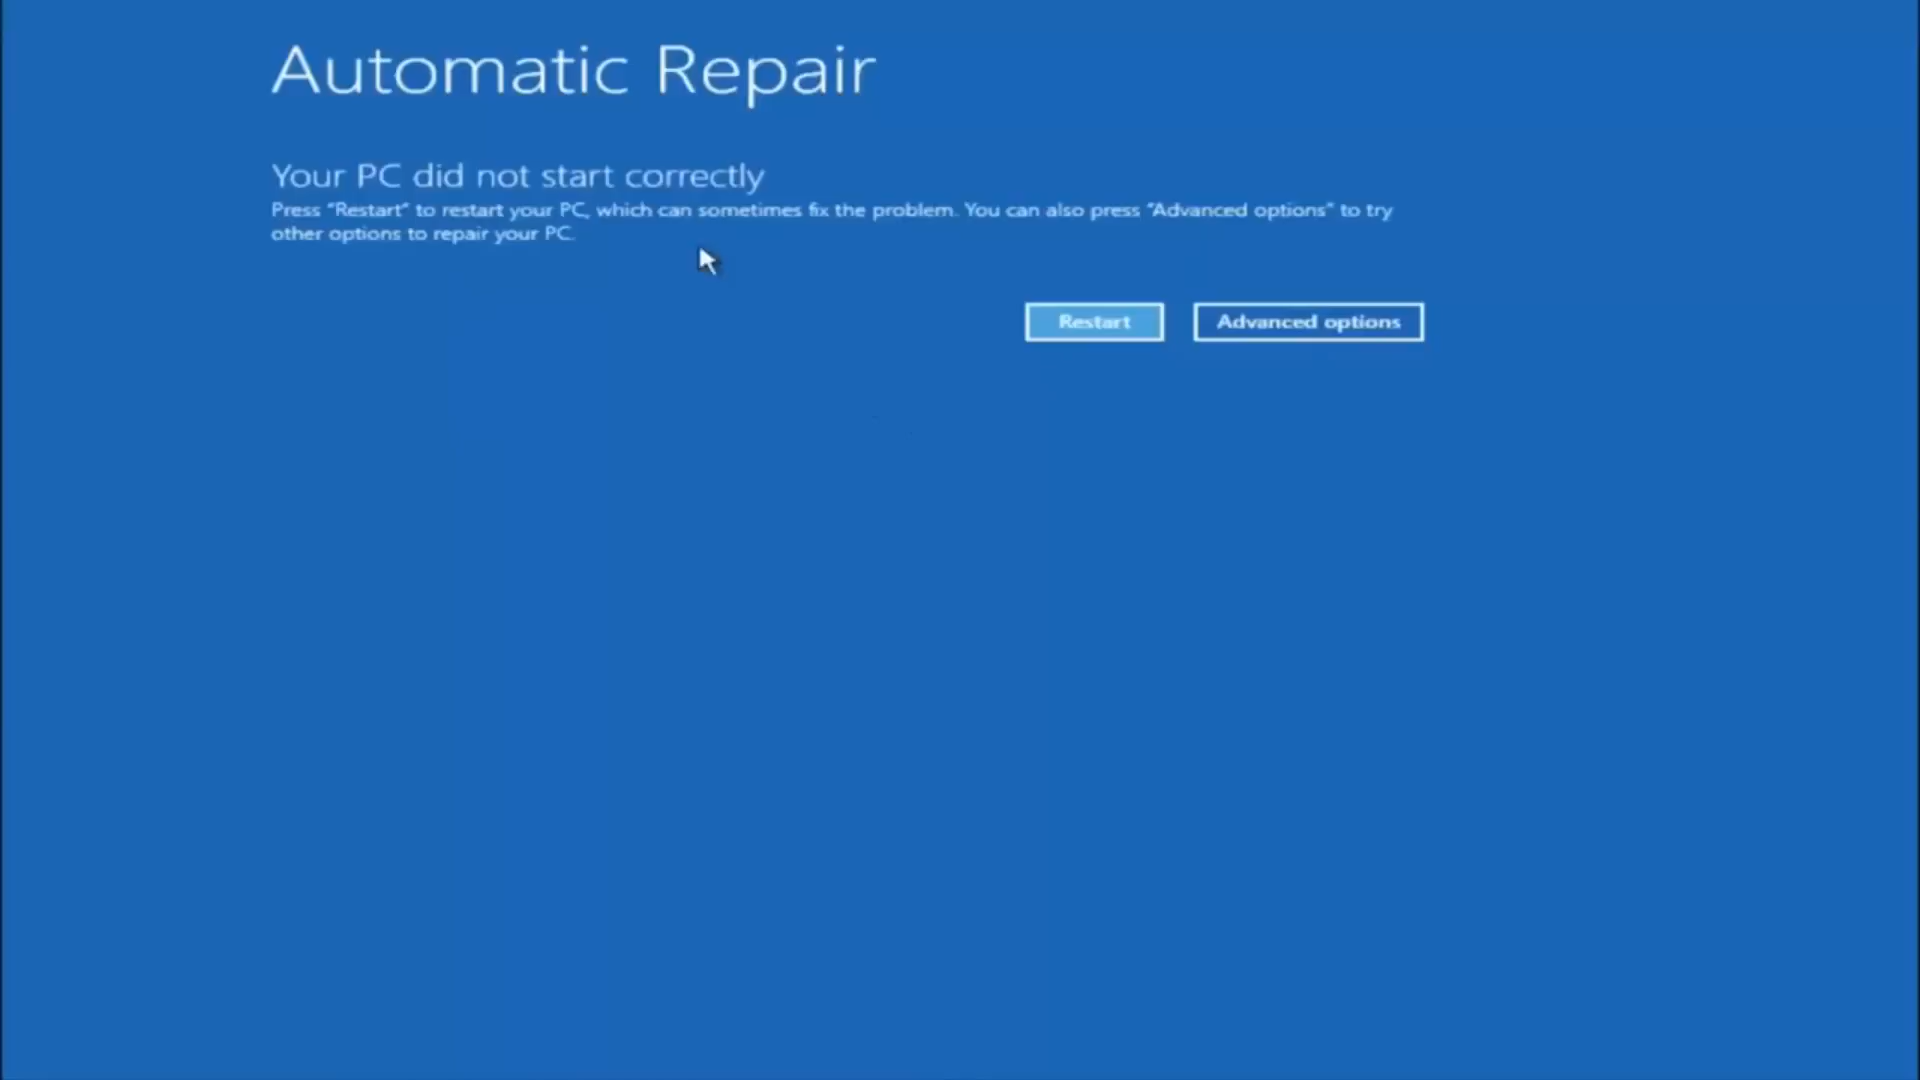 Automatic Repair
Your PC did not start correctly
Press "Restart" to restart your PC, which can sometimes fix the problem. You can also press "Advanced options" to try
other options to repair your PC.
Restart
Advanced options